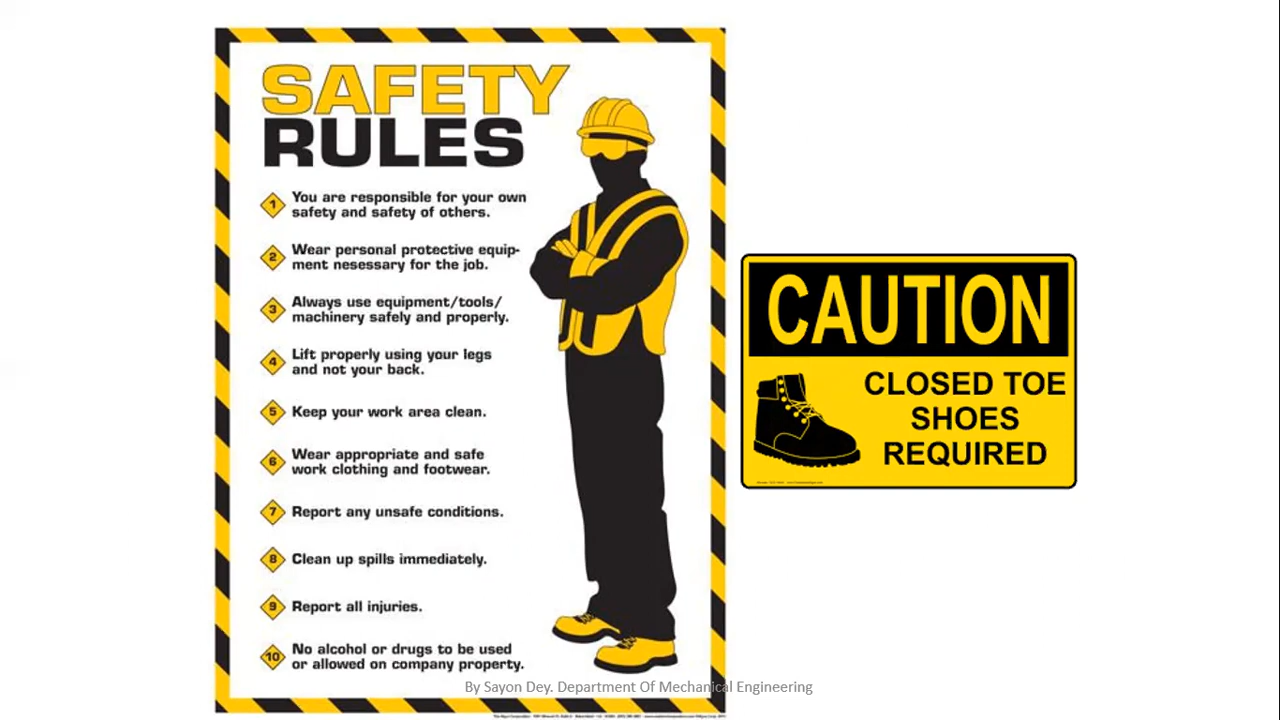 SAFETY
RULES
1 You are responsible for your own
safety and safety of others.
2 Wear personal protective equip-
ment nesessary for the job.
3 Always use equipment/tools/
machinery safely and properly.
4 Lift properly using your legs
and not your back.
5 Keep your work area clean.
6 Wear appropriate and safe
work clothing and footwear.
7 Report any unsafe conditions.
8 Clean up spills immediately.
9 Report all injuries.
10 No alcohol or drugs to be used
or allowed on company property.
CAUTION
CLOSED TOE
SHOES
REQUIRED
By Sayon Dey. Department Of Mechanical Engineering